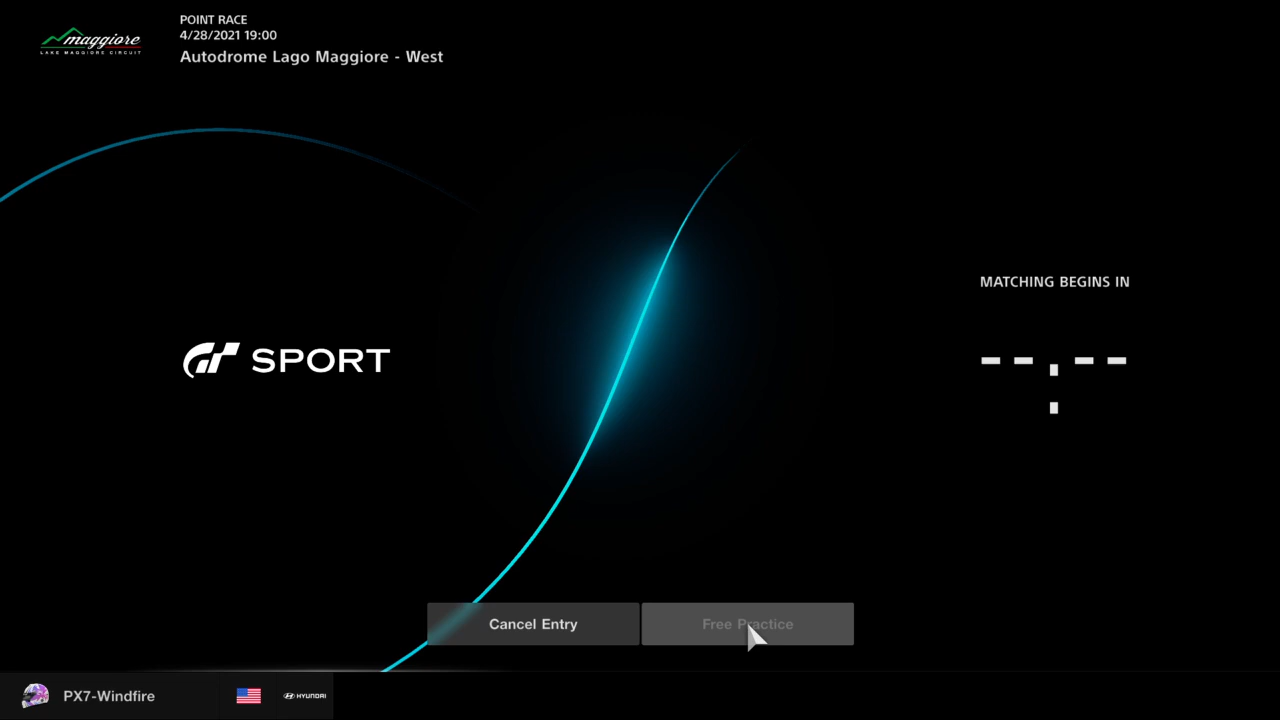 maggiore
LAKE MAGGIORE CIRCUIT
POINT RACE
4/28/2021 19:00
Autodrome Lago Maggiore - West
MATCHING BEGINS IN
GT SPORT
-- : --
Cancel Entry
Free Practice
PX7-Windfire
HYUNDAI